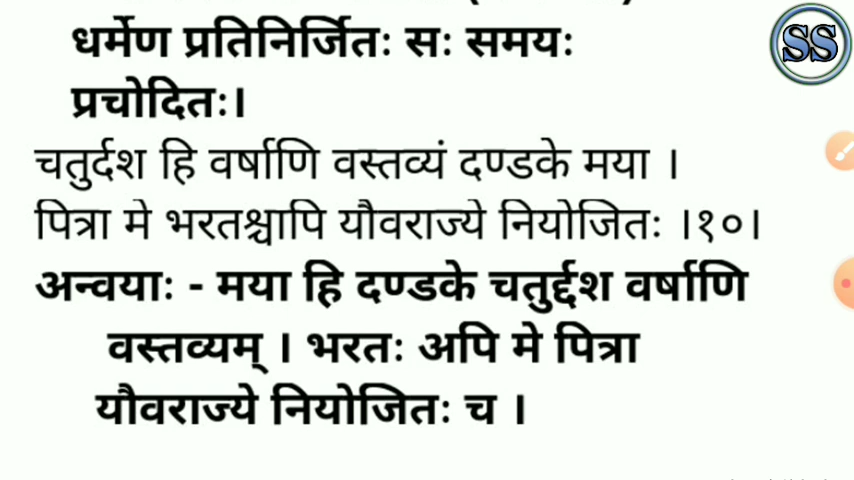 धर्मेण प्रतिनिर्जितः सः समयः
SS
प्रचोदितः।
चतुर्दश हि वर्षाणि वस्तव्यं दण्डके मया ।
पित्रा मे भरतश्चापि यौवराज्ये नियोजितः ।१०।
अन्वयाः - मया हि दण्डके चतुर्द्दश वर्षाणि
वस्तव्यम् । भरतः अपि मे पित्रा
यौवराज्ये नियोजितः च ।